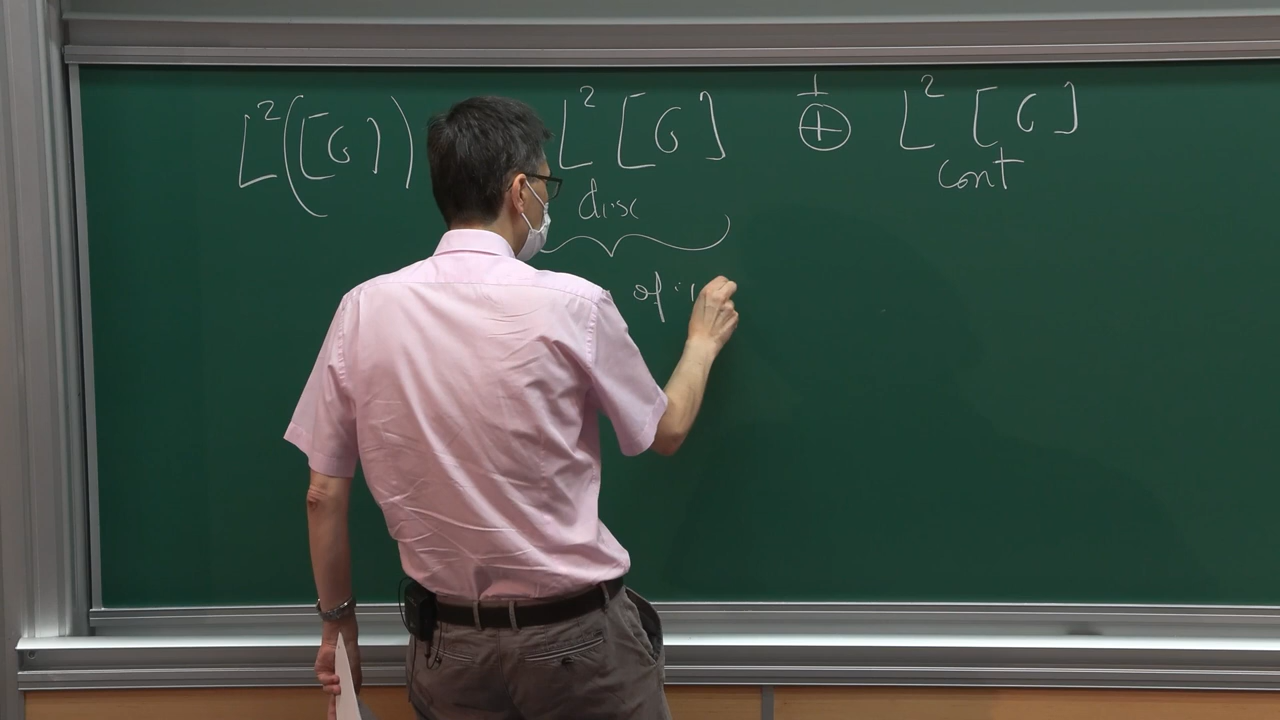 L²([G]) L²[G] ⊕ L²[G]
disc cont
of